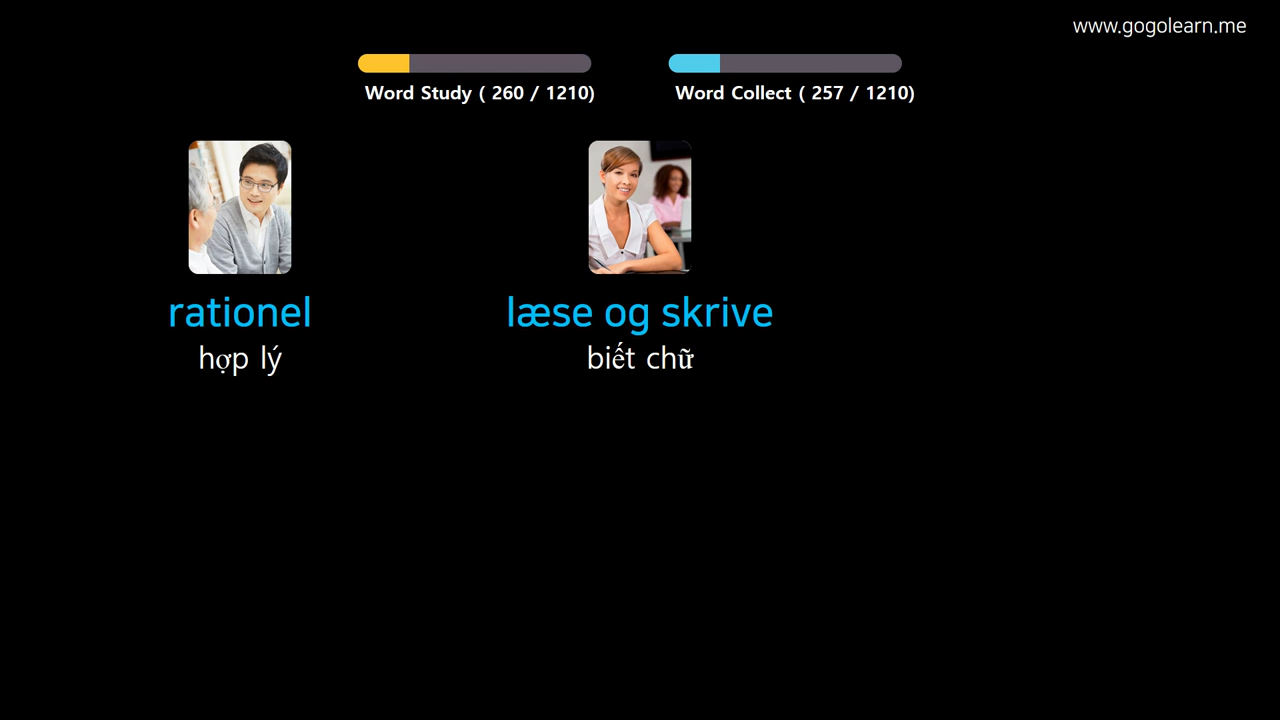 www.gogolearn.me
Word Study ( 260 / 1210)
Word Collect ( 257 / 1210)
rationel
hợp lý
læse og skrive
biết chữ